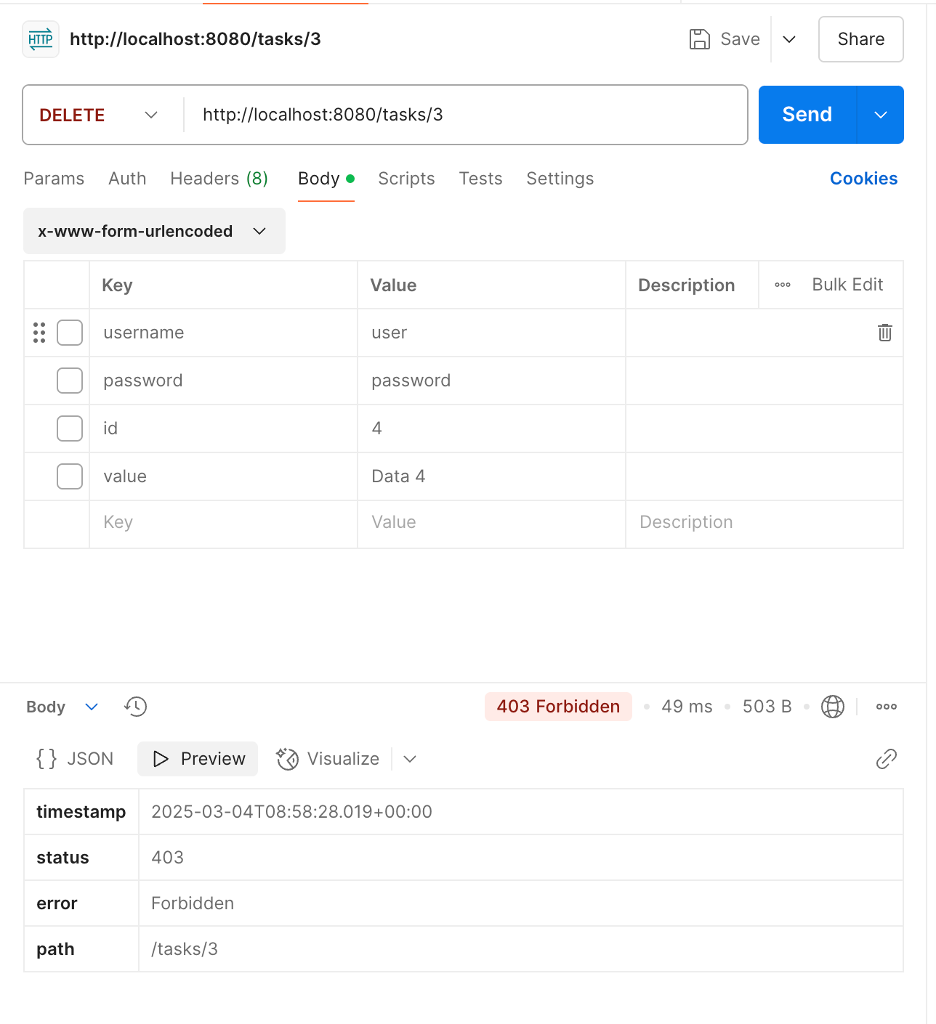 HTTP http://localhost:8080/tasks/3 Save Share
DELETE http://localhost:8080/tasks/3 Send
Params Auth Headers (8) Body Scripts Tests Settings Cookies
x-www-form-urlencoded
Key Value Description Bulk Edit
username user
password password
id 4
value Data 4
Key Value Description
Body 403 Forbidden • 49 ms • 503 B •
{ } JSON Preview Visualize
timestamp 2025-03-04T08:58:28.019+00:00
status 403
error Forbidden
path /tasks/3